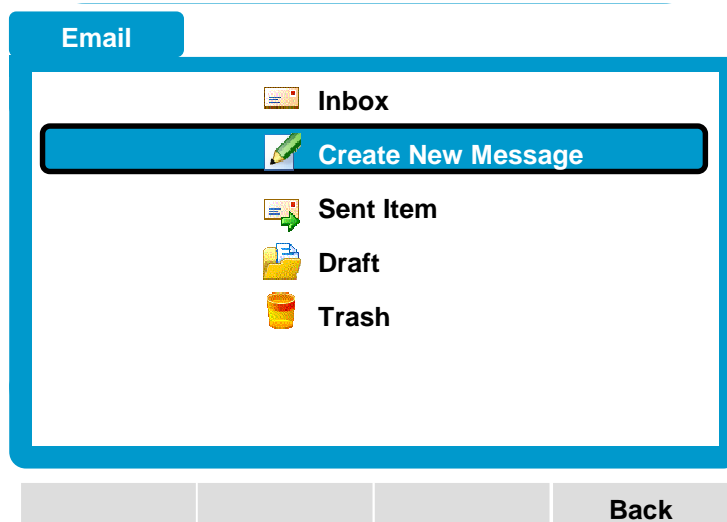 Email
Inbox
Create New Message
Sent Item
Draft
Trash
Back